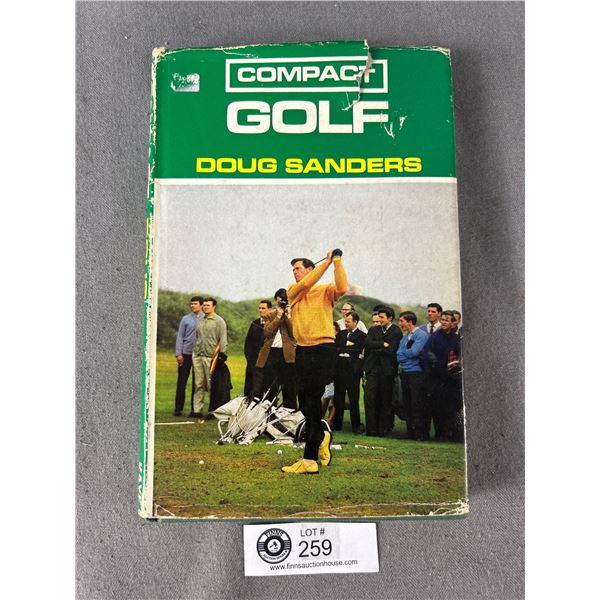 COMPACT
GOLF
DOUG SANDERS
LOT #
259
www.finnsauctionhouse.com